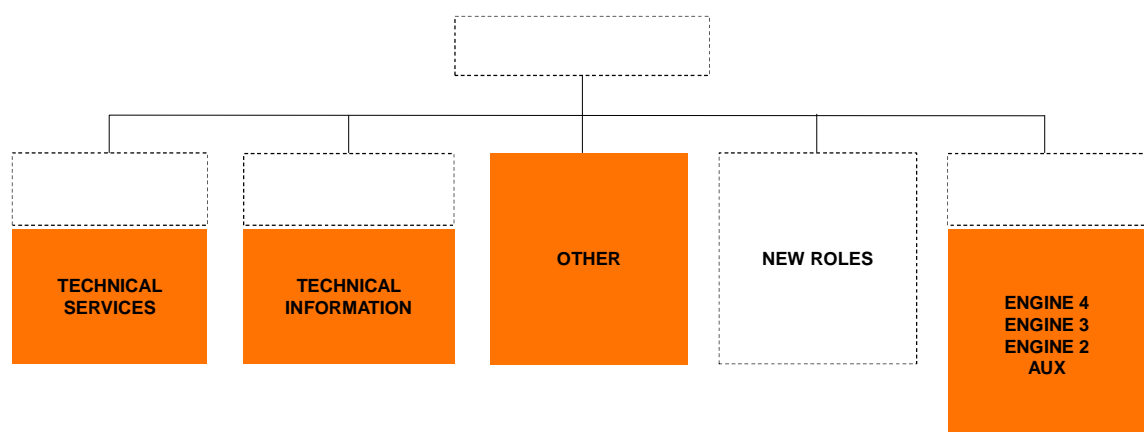 TECHNICAL
SERVICES
TECHNICAL
INFORMATION
OTHER
NEW ROLES
ENGINE 4
ENGINE 3
ENGINE 2
AUX